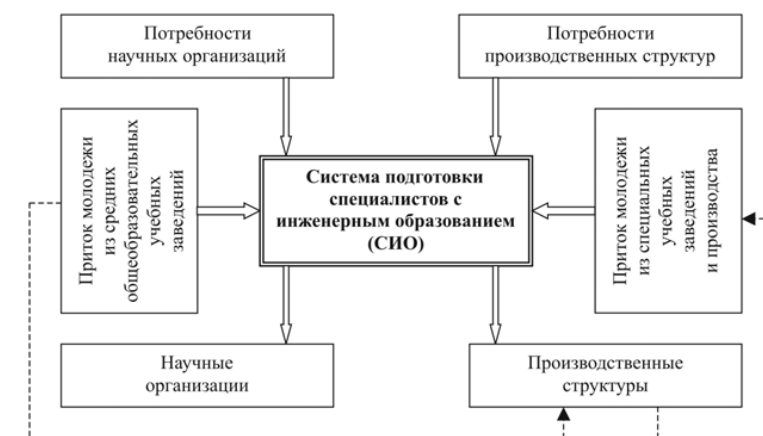 Потребности
научных организаций
Потребности
производственных структур
Приток молодежи
из средних
общеобразовательных
учебных
заведений
Система подготовки
специалистов с
инженерным образованием
(СИО)
Приток молодежи
из специальных
учебных
заведений
и производства
Научные
организации
Производственные
структуры